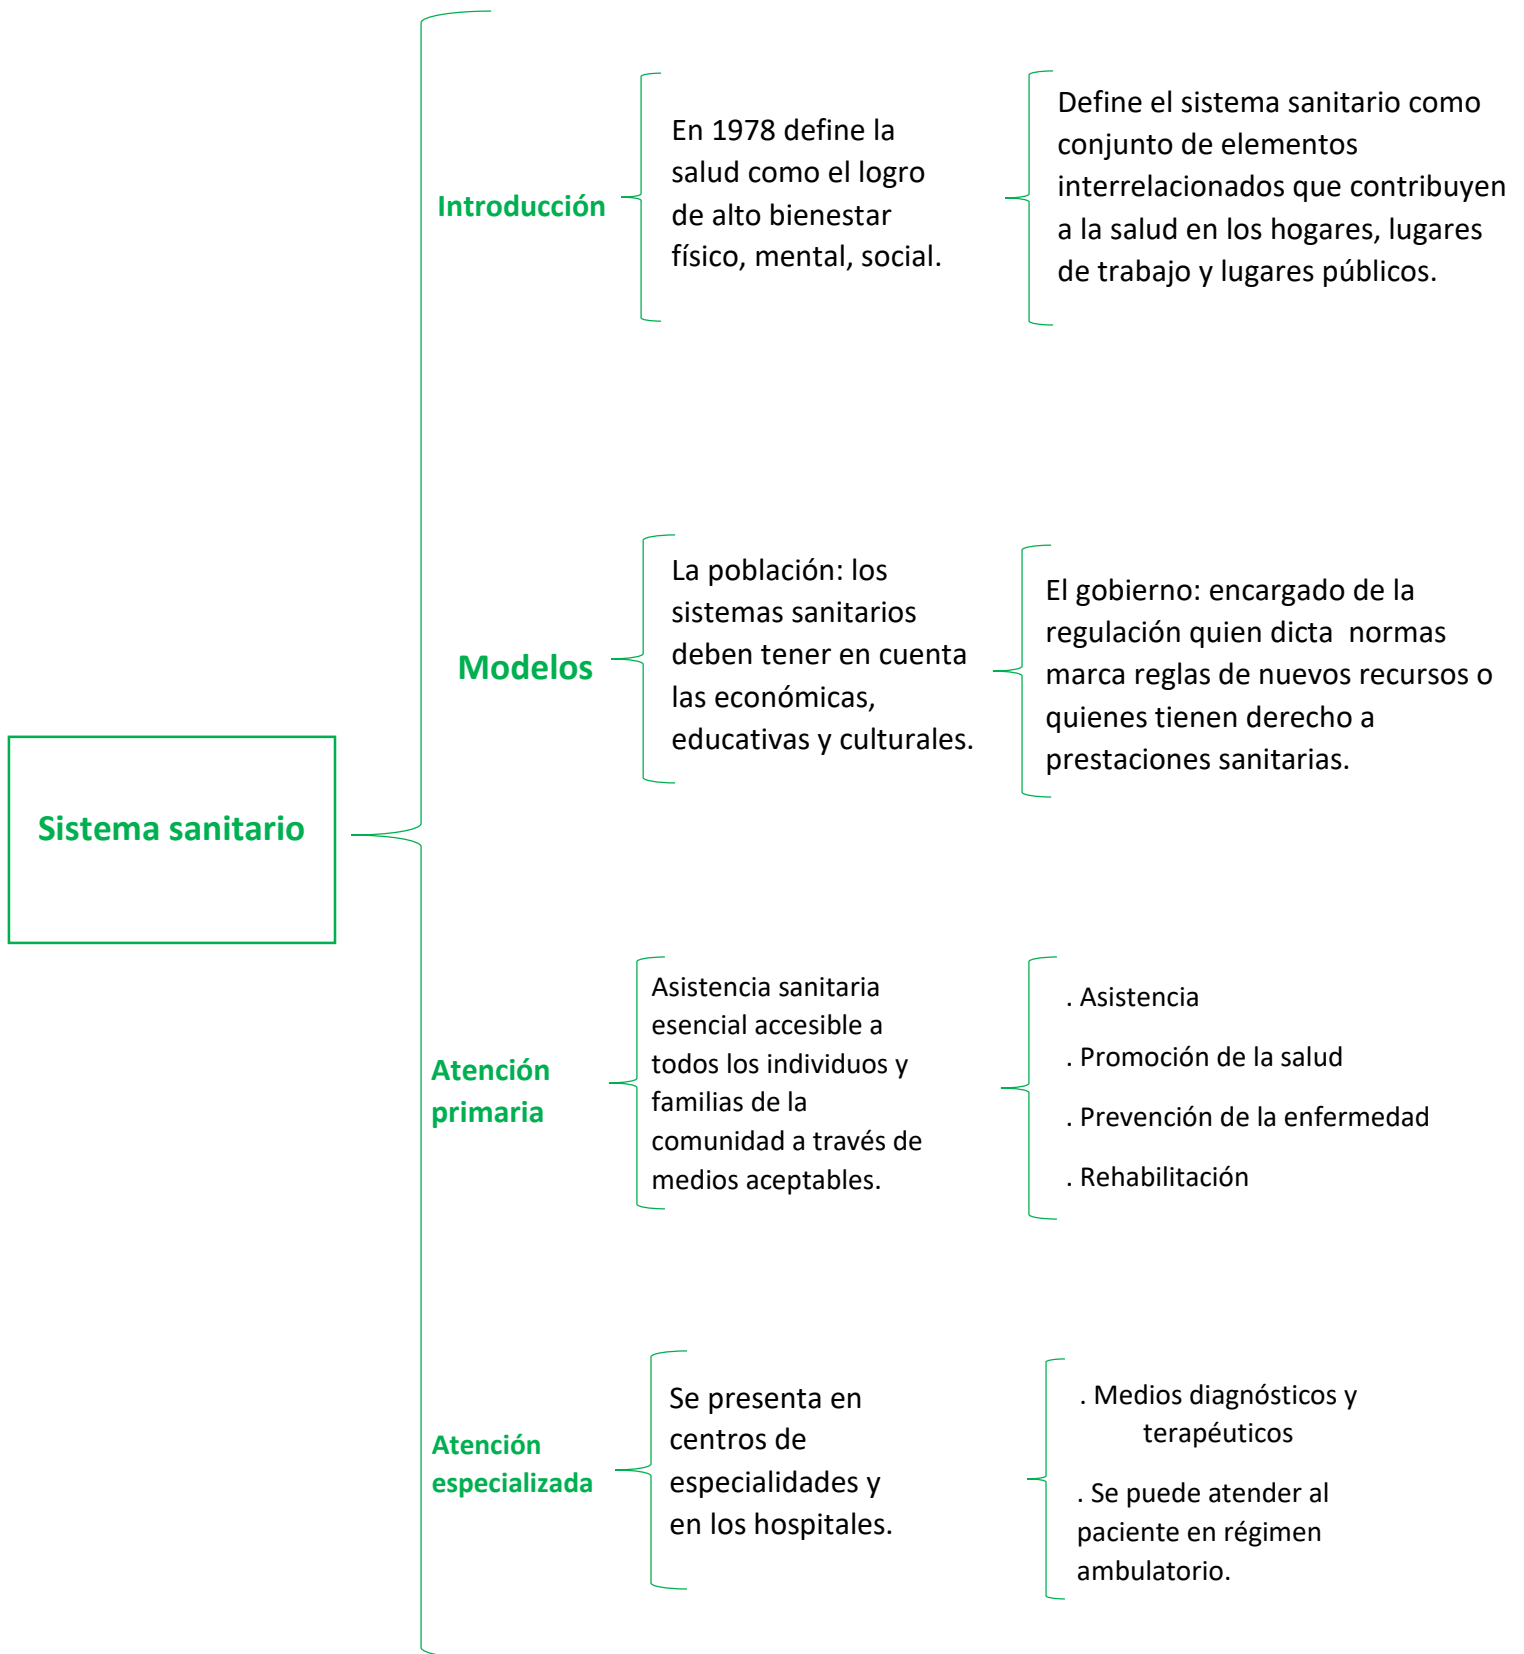 Sistema sanitario
Introducción
En 1978 define la
salud como el logro
de alto bienestar
físico, mental, social.
Define el sistema sanitario como
conjunto de elementos
interrelacionados que contribuyen
a la salud en los hogares, lugares
de trabajo y lugares públicos.
Modelos
La población: los
sistemas sanitarios
deben tener en cuenta
las económicas,
educativas y culturales.
El gobierno: encargado de la
regulación quien dicta  normas
marca reglas de nuevos recursos o
quienes tienen derecho a
prestaciones sanitarias.
Atención
primaria
Asistencia sanitaria
esencial accesible a
todos los individuos y
familias de la
comunidad a través de
medios aceptables.
. Asistencia
. Promoción de la salud
. Prevención de la enfermedad
. Rehabilitación
Atención
especializada
Se presenta en
centros de
especialidades y
en los hospitales.
. Medios diagnósticos y
terapéuticos
. Se puede atender al
paciente en régimen
ambulatorio.